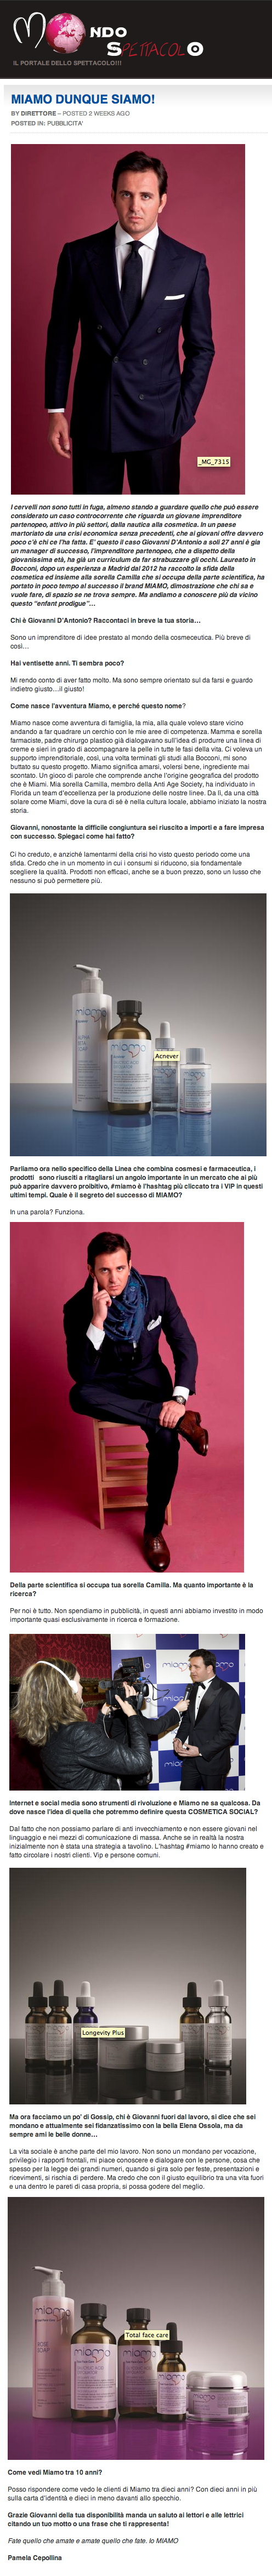 MONDO
SPETTACOLO
IL PORTALE DELLO SPETTACOLO!!!
MIAMO DUNQUE SIAMO!
BY DIRETTORE – POSTED 2 WEEKS AGO
POSTED IN: PUBBLICITA'
_MG_7315
I cervelli non sono tutti in fuga, almeno stando a guardare quello che può essere
considerato un caso controcorrente che riguarda un giovane imprenditore
partenopeo, attivo in più settori, dalla nautica alla cosmetica. In un paese
martoriato da una crisi economica senza precedenti, che ai giovani offre davvero
poco c'è chi ce l'ha fatta. E' questo il caso Giovanni D'Antonio a soli 27 anni è gia
un manager di successo, l'imprenditore partenopeo, che a dispetto della
giovanissima età, ha già un curriculum da far strabuzzare gli occhi. Laureato in
Bocconi, dopo un esperienza a Madrid dal 2012 ha reaccolto la sfida della
cosmetica ed insieme alla sorella Camilla che si occupa della parte scientifica, ha
portato in poco tempo al successo il brand MIAMO, dimostrazione che chi sa e
vuole fare, di spazio se ne trova sempre. Ma andiamo a conoscere più da vicino
questo "enfant prodigue"…
Chi è Giovanni D'Antonio? Raccontaci in breve la tua storia…
Sono un imprenditore di idee prestato al mondo della cosmeceutica. Più breve di
così…
Hai ventisette anni. Ti sembra poco?
Mi rendo conto di aver fatto molto. Ma sono sempre orientato sul da farsi e guardo
indietro giusto…il giusto!
Come nasce l'avventura Miamo, e perché questo nome?
Miamo nasce come avventura di famiglia, la mia, alla quale volevo stare vicino
andando a far quadrare un cerchio con le mie aree di competenza. Mamma e sorella
farmaciste, padre chirurgo plastico già dialogavano sull'idea di produrre una linea di
creme e sieri in grado di accompagnare la pelle in tutte le fasi della vita. Ci voleva un
supporto imprenditoriale, così, una volta terminati gli studi alla Bocconi, mi sono
buttato su questo progetto. Miamo significa amarsi, volersi bene, ingrediente mai
scontato. Un gioco di parole che comprende anche l'origine geografica del prodotto
che è Miami. Mia sorella Camilla, membro della Anti Age Society, ha individuato in
Florida un team d'eccellenza per la produzione delle nostre linee. Da lì, da una città
solare come Miami, dove la cura di sé è nella cultura locale, abbiamo iniziato la nostra
storia.
Giovanni, nonostante la difficile congiuntura sei riuscito a importi e a fare impresa
con successo. Spiegaci come hai fatto?
Ci ho creduto, e anziché lamentarmi della crisi ho visto questo periodo come una
sfida. Credo che in un momento in cui i consumi si riducono, sia fondamentale
scegliere la qualità. Prodotti non efficaci, anche se a buon prezzo, sono un lusso che
nessuno si può permettere più.
miamo
Acnever
Parliamo ora nello specifico della Linea che combina cosmesi e farmaceutica, i
prodotti sono riusciti a ritagliarsi un angolo importante in un mercato che ai più
può apparire davvero proibitivo, #miamo è l'hashtag più cliccato tra i VIP in questi
ultimi tempi. Quale è il segreto del successo di MIAMO?
In una parola? Funziona.
Della parte scientifica si occupa tua sorella Camilla. Ma quanto importante è la
ricerca?
Per noi è tutto. Non spendiamo in pubblicità, in questi anni abbiamo investito in modo
importante quasi esclusivamente in ricerca e formazione.
miamo
Internet e social media sono strumenti di rivoluzione e Miamo ne sa qualcosa. Da
dove nasce l'idea di quella che potremmo definire questa COSMETICA SOCIAL?
Dal fatto che non possiamo parlare di anti invecchiamento e non essere giovani nel
linguaggio e nei mezzi di comunicazione di massa. Anche se in realtà la nostra
inizialmente non è stata una strategia a tavolino. L'hashtag #miamo lo hanno creato e
fatto circolare i nostri clienti. Vip e persone comuni.
Longevity Plus
Ma ora facciamo un po' di Gossip, chi è Giovanni fuori dal lavoro, si dice che sei
mondano e attualmente sei fidanzatissimo con la bella Elena Ossola, ma da
sempre ami le belle donne…
La vita sociale è anche parte del mio lavoro. Non sono un mondano per vocazione,
privilegio i rapporti frontali, mi piace conoscere e dialogare con le persone, cosa che
spesso per la legge dei grandi numeri, quando si gira solo per feste, presentazioni e
ricevimenti, si rischia di perdere. Ma credo che con il giusto equilibrio tra una vita fuori
e una dentro le pareti di casa propria, si possa godere del meglio.
miamo
Total face care
Come vedi Miamo tra 10 anni?
Posso rispondere come vedo le clienti di Miamo tra dieci anni? Con dieci anni in più
sulla carta d'identità e dieci in meno davanti allo specchio.
Grazie Giovanni della tua disponibilità manda un saluto ai lettori e alle lettrici
citando un tuo motto o una frase che ti rappresenta!
Fate quello che amate e amate quello che fate. Io MIAMO
Pamela Cepollina